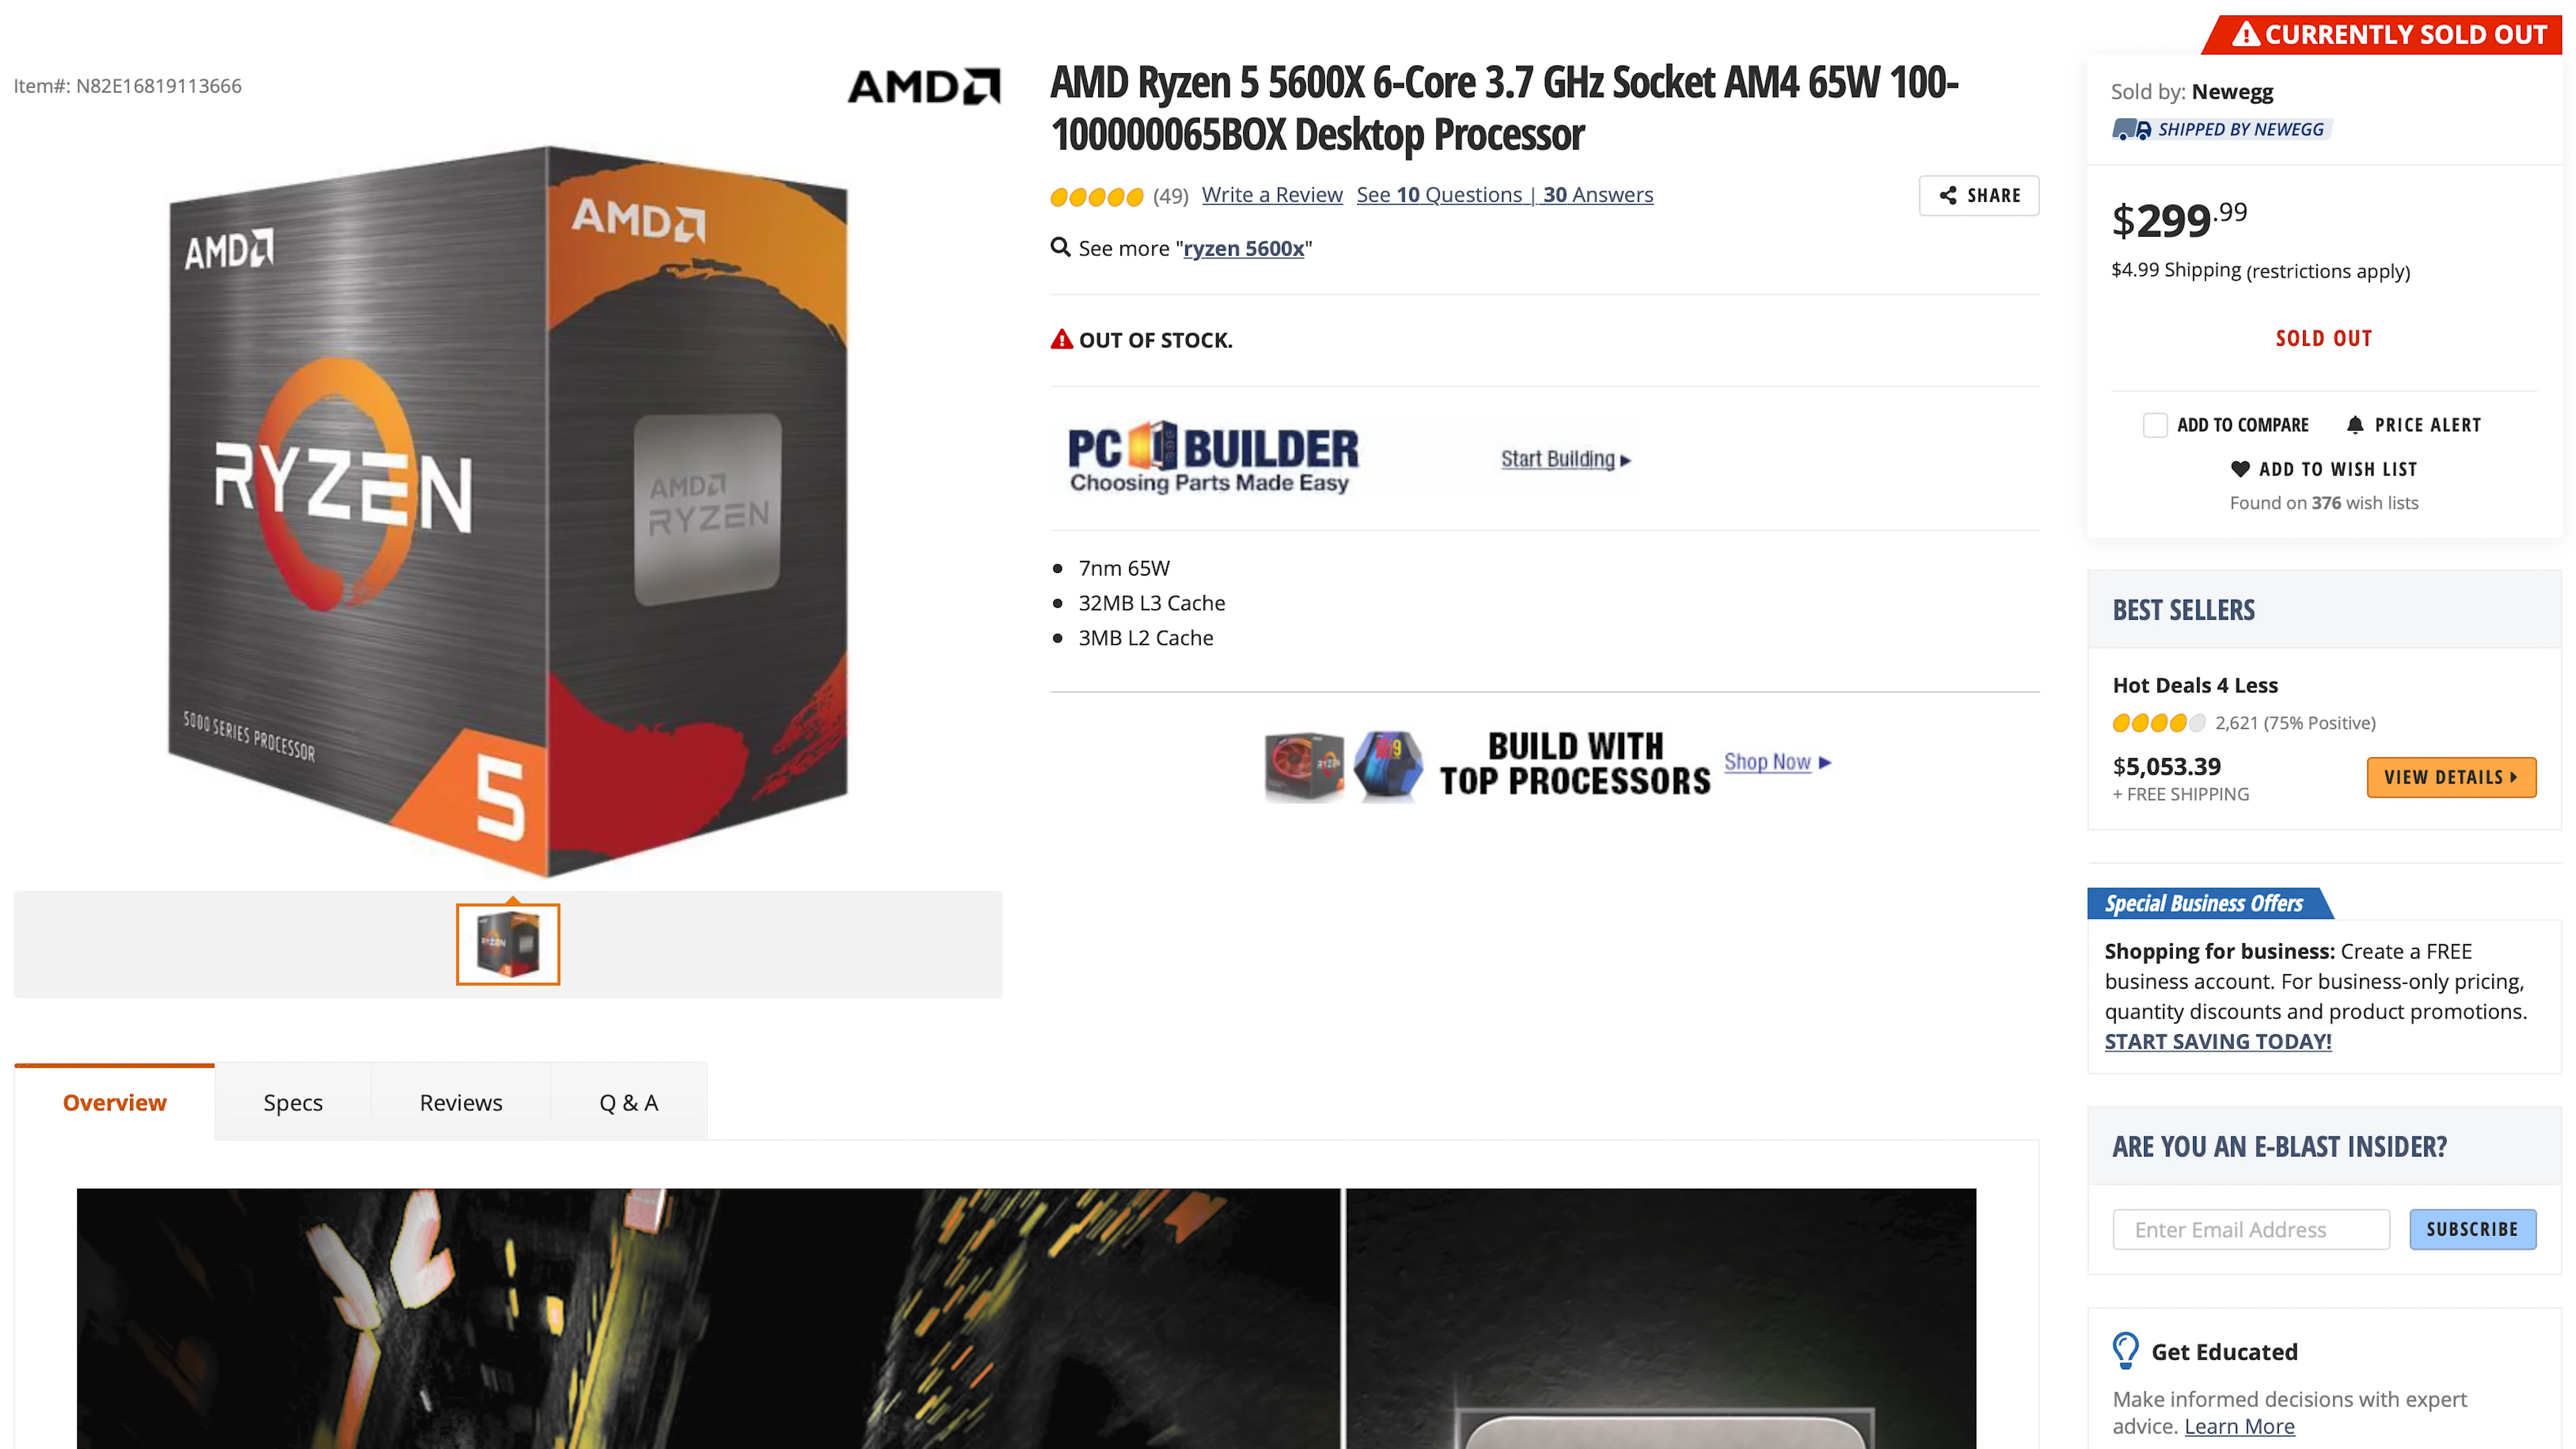 CURRENTLY SOLD OUT
Item#: N82E16819113666
AMD
AMD
AMD
RYZEN
AMD
RYZEN
5000 SERIES PROCESSOR
5
RYZEN
AMD Ryzen 5 5600X 6-Core 3.7 GHz Socket AM4 65W 100-
100000065BOX Desktop Processor
(49) Write a Review See 10 Questions | 30 Answers
SHARE
See more "ryzen 5600x"
OUT OF STOCK.
PC BUILDER
Choosing Parts Made Easy
Start Building
7nm 65W
32MB L3 Cache
3MB L2 Cache
RYZEN
BUILD WITH
TOP PROCESSORS
Shop Now
Overview
Specs
Reviews
Q & A
Sold by: Newegg
SHIPPED BY NEWEGG
$299.99
$4.99 Shipping (restrictions apply)
SOLD OUT
ADD TO COMPARE
PRICE ALERT
ADD TO WISH LIST
Found on 376 wish lists
BEST SELLERS
Hot Deals 4 Less
2,621 (75% Positive)
$5,053.39
+ FREE SHIPPING
VIEW DETAILS
Special Business Offers
Shopping for business: Create a FREE
business account. For business-only pricing,
quantity discounts and product promotions.
START SAVING TODAY!
ARE YOU AN E-BLAST INSIDER?
Enter Email Address
SUBSCRIBE
Get Educated
Make informed decisions with expert
advice. Learn More